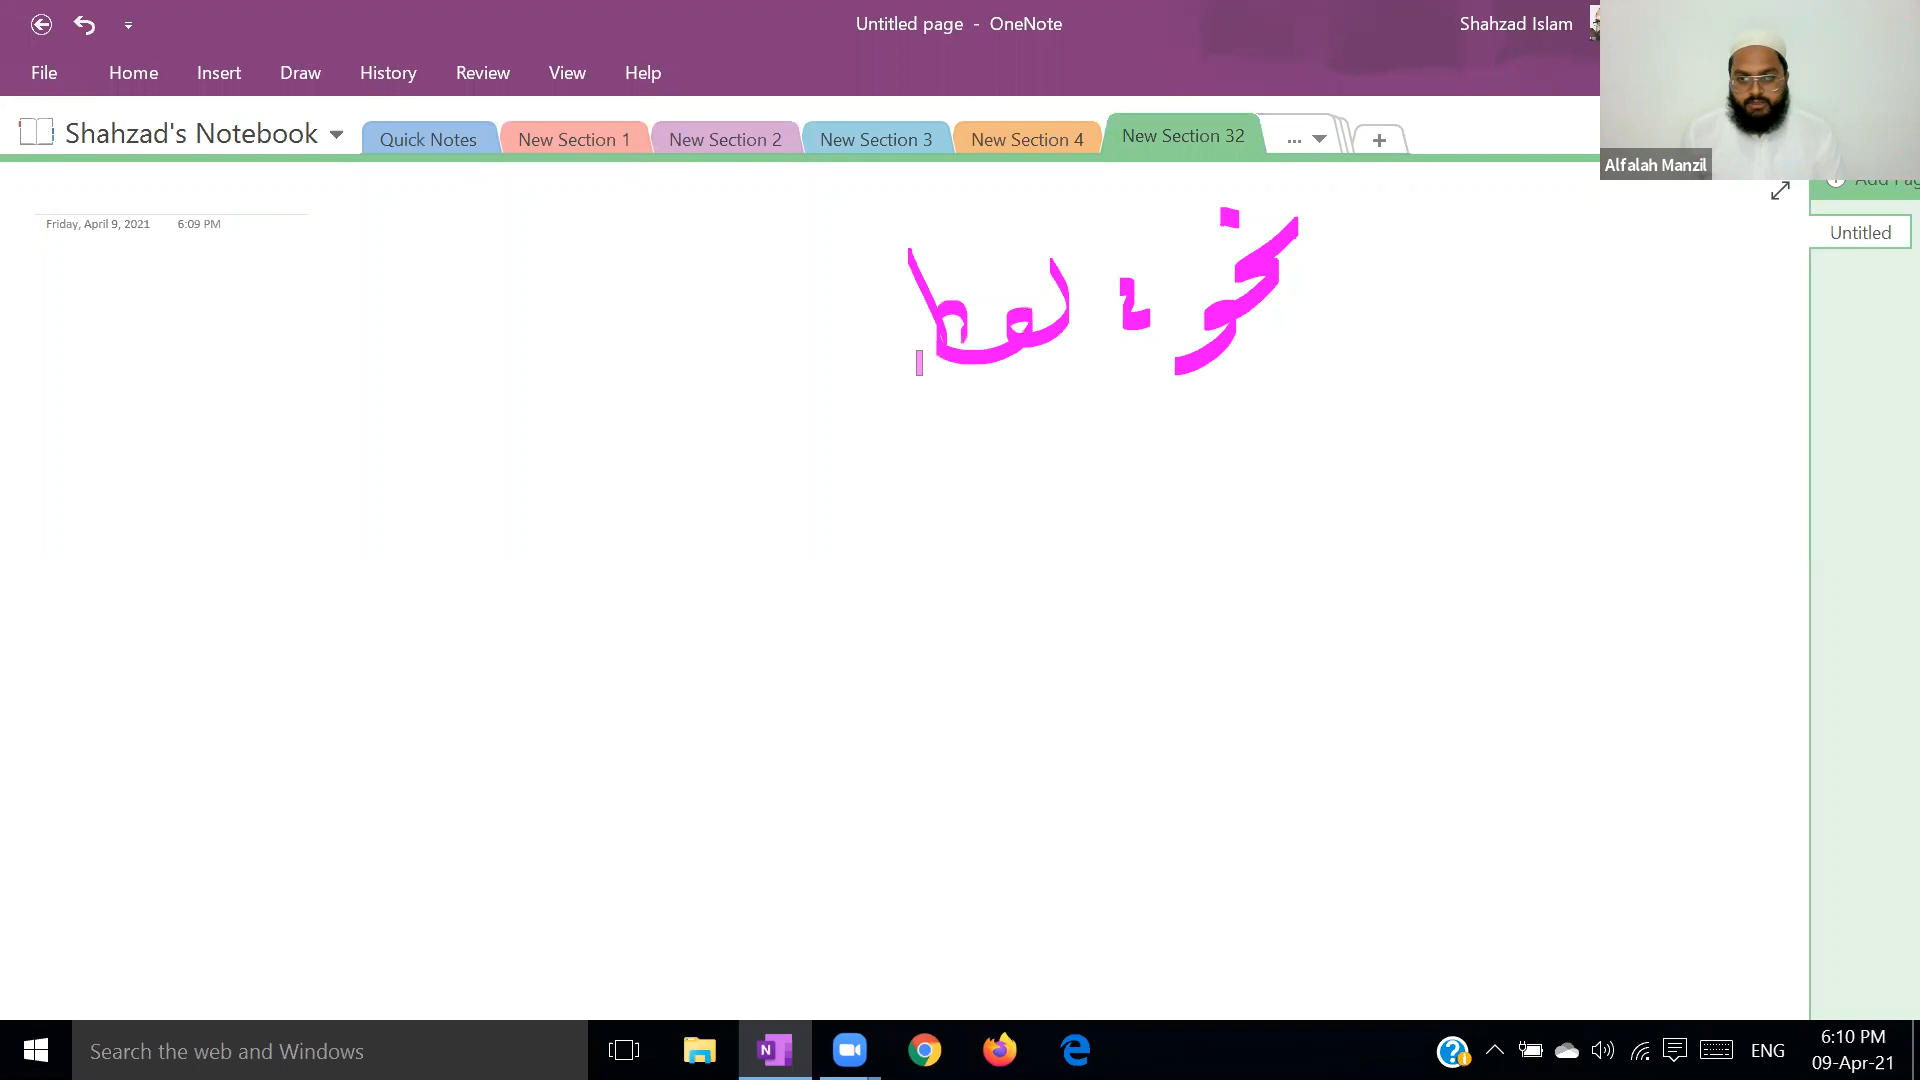 Untitled page - OneNote
Shahzad Islam
File Home Insert Draw History Review View Help
Shahzad's Notebook
Quick Notes New Section 1 New Section 2 New Section 3 New Section 4 New Section 32 ... +
Alfalah Manzil
Untitled
Friday, April 9, 2021 6:09 PM
نحو
Search the web and Windows
ENG
6:10 PM
09-Apr-21